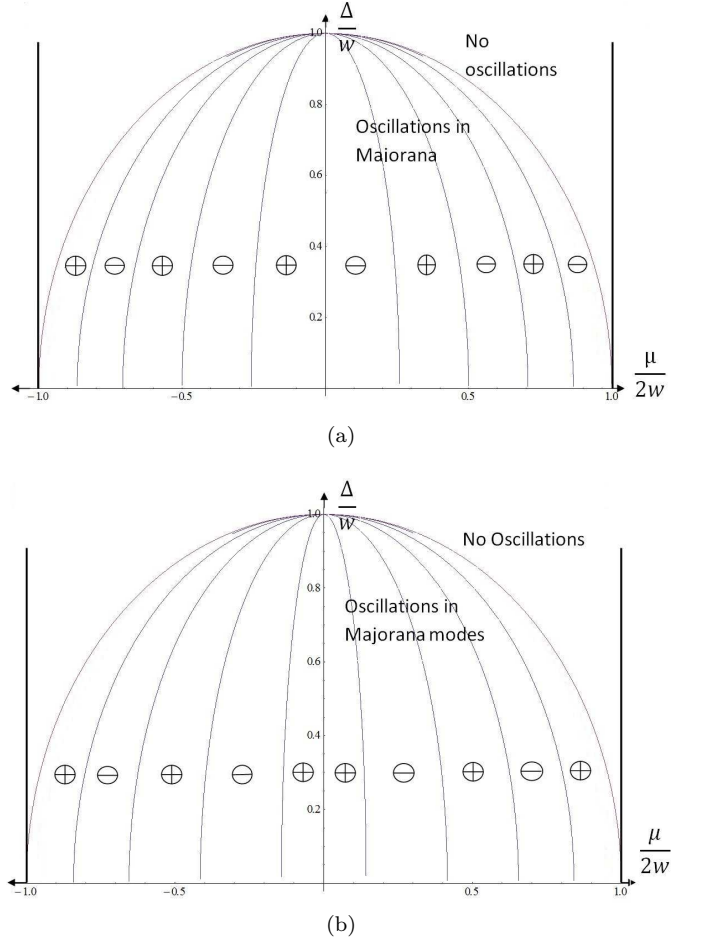 Δ
w
1.0
No
oscillations
0.8
Oscillations in
Majorana
0.6
0.4
⊕ ⊖ ⊕ ⊖ ⊕ ⊖ ⊕ ⊖ ⊕ ⊖
0.2
μ
2w
−1.0 −0.5 0.5 1.0
(a)
Δ
w
1.0
No Oscillations
0.8
Oscillations in
Majorana modes
0.6
0.4
⊕ ⊖ ⊕ ⊖ ⊕ ⊕ ⊖ ⊕ ⊖ ⊕
0.2
μ
2w
−1.0 −0.5 0.5 1.0
(b)